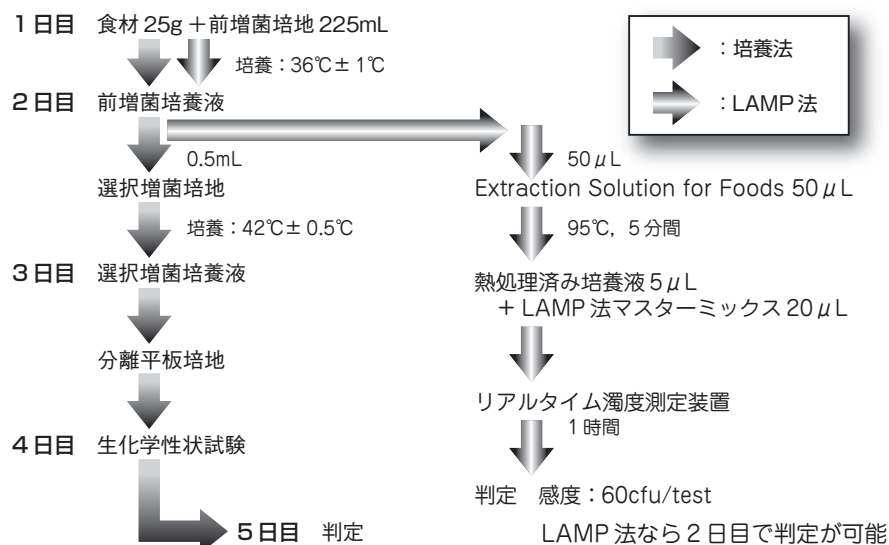 1日目 食材25g＋前増菌培地225mL
培養：36℃±1℃
2日目 前増菌培養液
0.5mL
選択増菌培地
培養：42℃±0.5℃
3日目 選択増菌培養液
分離平板培地
4日目 生化学性状試験
5日目 判定
：培養法
：LAMP法
50μL
Extraction Solution for Foods 50μL
95℃，5分間
熱処理済み培養液5μL
＋LAMP法マスターミックス20μL
リアルタイム濁度測定装置
1時間
判定 感度：60cfu/test
LAMP法なら2日目で判定が可能